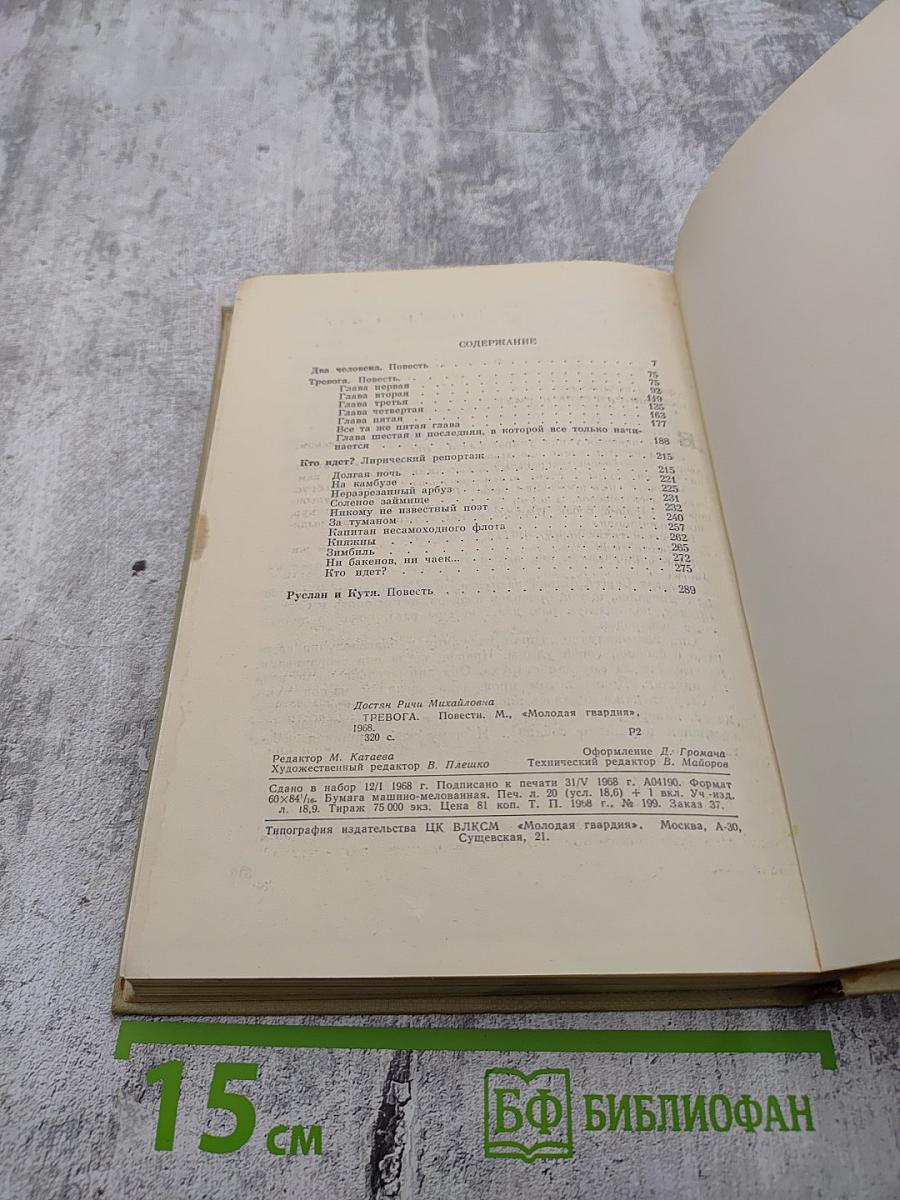 СОДЕРЖАНИЕ
Два человека. Повесть . . . . . . . . . . . . 7
Тревога. Повесть. . . . . . . . . . . . . 75
Глава первая . . . . . . . . . . . . 75
Глава вторая . . . . . . . . . . . . 92
Глава третья . . . . . . . . . . . . 119
Глава четвертая . . . . . . . . . . . . 135
Глава пятая . . . . . . . . . . . . 163
Все та же пятая глава . . . . . . . . . . 177
Глава шестая и последняя, в которой все только начи-
нается . . . . . . . . . . . . 188
Кто идет? Лирический репортаж . . . . . . . . 215
Долгая ночь . . . . . . . . . . . . 215
На камбузе . . . . . . . . . . . . 221
Неразрезанный арбуз . . . . . . . . . . 225
Соленое займище . . . . . . . . . . 231
Никому не известный поэт . . . . . . . . 232
За туманом . . . . . . . . . . . . 240
Капитан несамоходного флота . . . . . . . . 257
Княжны . . . . . . . . . . . . 262
Зимбиль . . . . . . . . . . . . 265
Ни бакенов, ни чаек... . . . . . . . . . . 272
Кто идет? . . . . . . . . . . . . 275
Руслан и Кутя. Повесть . . . . . . . . . . 289
Достян Ричи Михайловна
ТРЕВОГА. Повести. М., «Молодая гвардия»,
1968.
320 с. Р2
Редактор М. Катаева Оформление Д. Громача
Художественный редактор В. Плешко Технический редактор В. Майоров
Сдано в набор 12/I 1968 г. Подписано к печати 31/V 1968 г. А04190. Формат
60×84¹/₁₆. Бумага машино-мелованная. Печ. л. 20 (усл. 18,6) + 1 вкл. Уч.-изд.
л. 18,9. Тираж 75 000 экз. Цена 81 коп. Т. П. 1968 г., № 199. Заказ 37.
Типография издательства ЦК ВЛКСМ «Молодая гвардия». Москва, А-30,
Сущевская, 21.
15 см
БФ БИБЛИОФАН